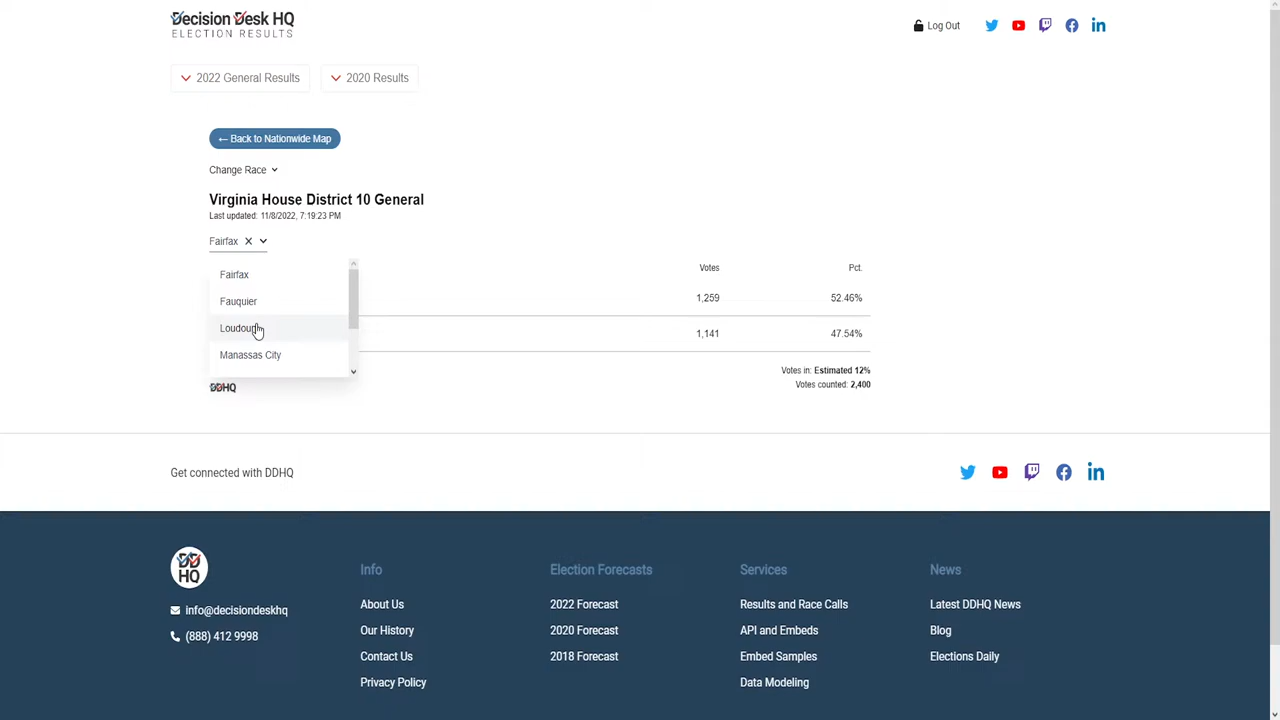 Decision Desk HQ
ELECTION RESULTS
Log Out
2022 General Results
2020 Results
← Back to Nationwide Map
Change Race
Virginia House District 10 General
Last updated: 11/8/2022, 7:19:23 PM
Fairfax
Votes Pct.
Fairfax
Fauquier
1,259 52.46%
Loudoun
1,141 47.54%
Manassas City
Votes in: Estimated 12%
Votes counted: 2,400
DDHQ
Get connected with DDHQ
DD
HQ
Info
Election Forecasts
Services
News
info@decisiondeskhq
(888) 412 9998
About Us
Our History
Contact Us
Privacy Policy
2022 Forecast
2020 Forecast
2018 Forecast
Results and Race Calls
API and Embeds
Embed Samples
Data Modeling
Latest DDHQ News
Blog
Elections Daily